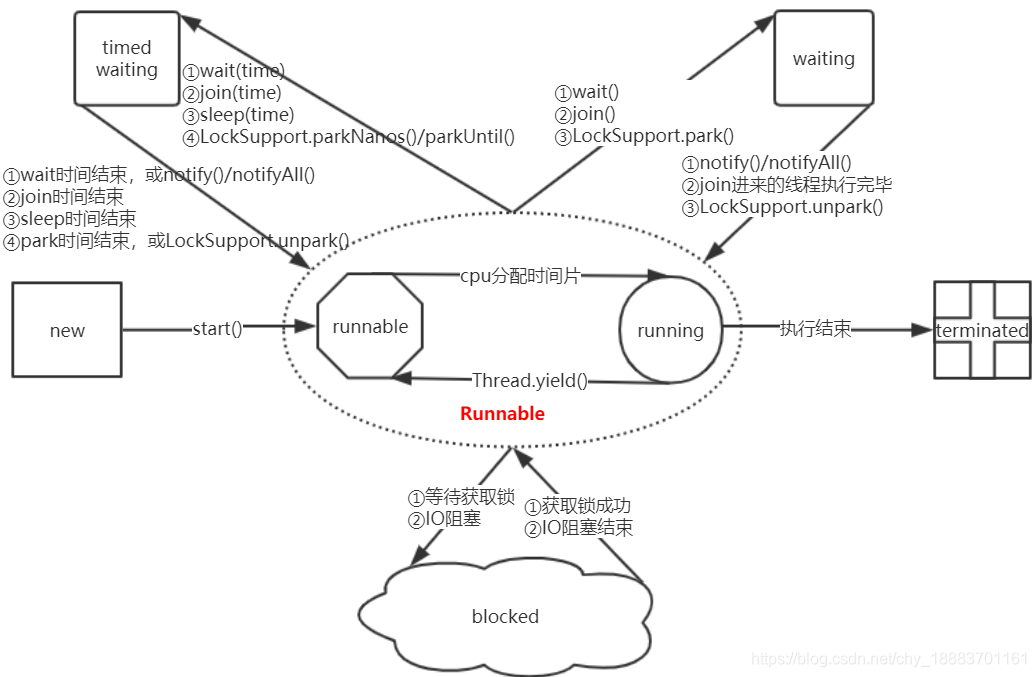 timed
waiting
①wait(time)
②join(time)
③sleep(time)
④LockSupport.parkNanos()/parkUntil()
①wait()
②join()
③LockSupport.park()
waiting
①wait时间结束，或notify()/notifyAll()
②join时间结束
③sleep时间结束
④park时间结束，或LockSupport.unpark()
①notify()/notifyAll()
②join进来的线程执行完毕
③LockSupport.unpark()
new
start()
runnable
cpu分配时间片
running
Thread.yield()
Runnable
执行结束
terminated
①等待获取锁
②IO阻塞
①获取锁成功
②IO阻塞结束
blocked
https://blog.csdn.net/chy_18883701161